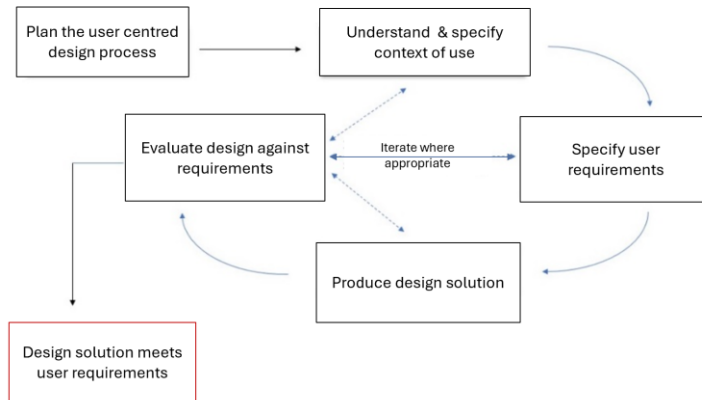 Plan the user centred
design process
Understand & specify
context of use
Evaluate design against
requirements
Iterate where
appropriate
Specify user
requirements
Produce design solution
Design solution meets
user requirements